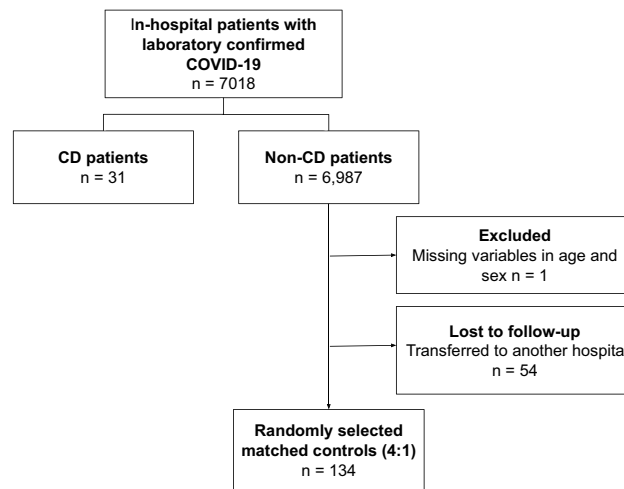 In-hospital patients with
laboratory confirmed
COVID-19
n = 7018
CD patients
n = 31
Non-CD patients
n = 6,987
Excluded
Missing variables in age and
sex n = 1
Lost to follow-up
Transferred to another hospita
n = 54
Randomly selected
matched controls (4:1)
n = 134